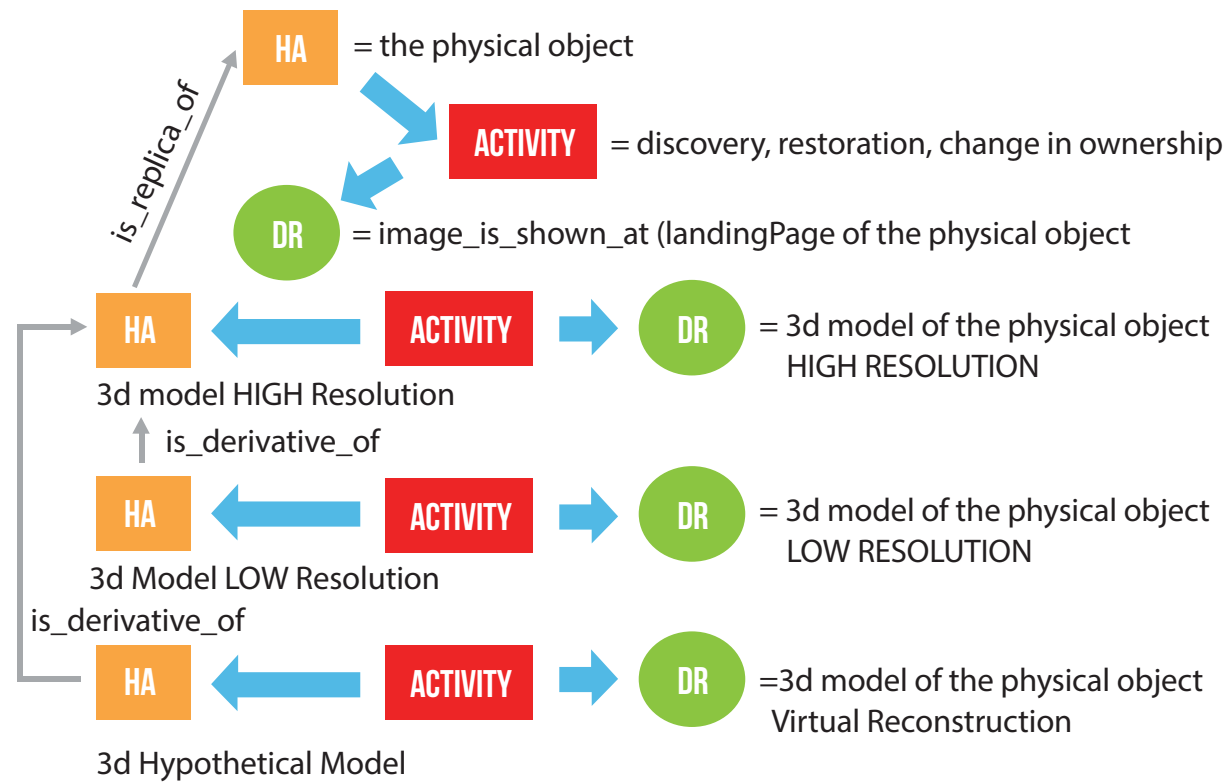 HA = the physical object
is_replica_of
ACTIVITY = discovery, restoration, change in ownership
DR = image_is_shown_at (landingPage of the physical object
HA ACTIVITY DR = 3d model of the physical object
HIGH RESOLUTION
3d model HIGH Resolution
is_derivative_of
HA ACTIVITY DR = 3d model of the physical object
LOW RESOLUTION
3d Model LOW Resolution
is_derivative_of
HA ACTIVITY DR =3d model of the physical object
Virtual Reconstruction
3d Hypothetical Model